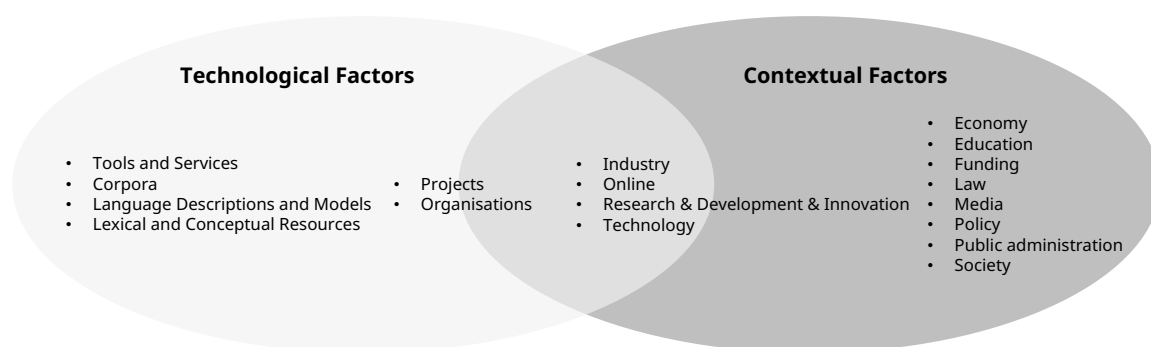 Technological Factors
Contextual Factors
• Tools and Services
• Corpora
• Language Descriptions and Models
• Lexical and Conceptual Resources
• Projects
• Organisations
• Industry
• Online
• Research & Development & Innovation
• Technology
• Economy
• Education
• Funding
• Law
• Media
• Policy
• Public administration
• Society